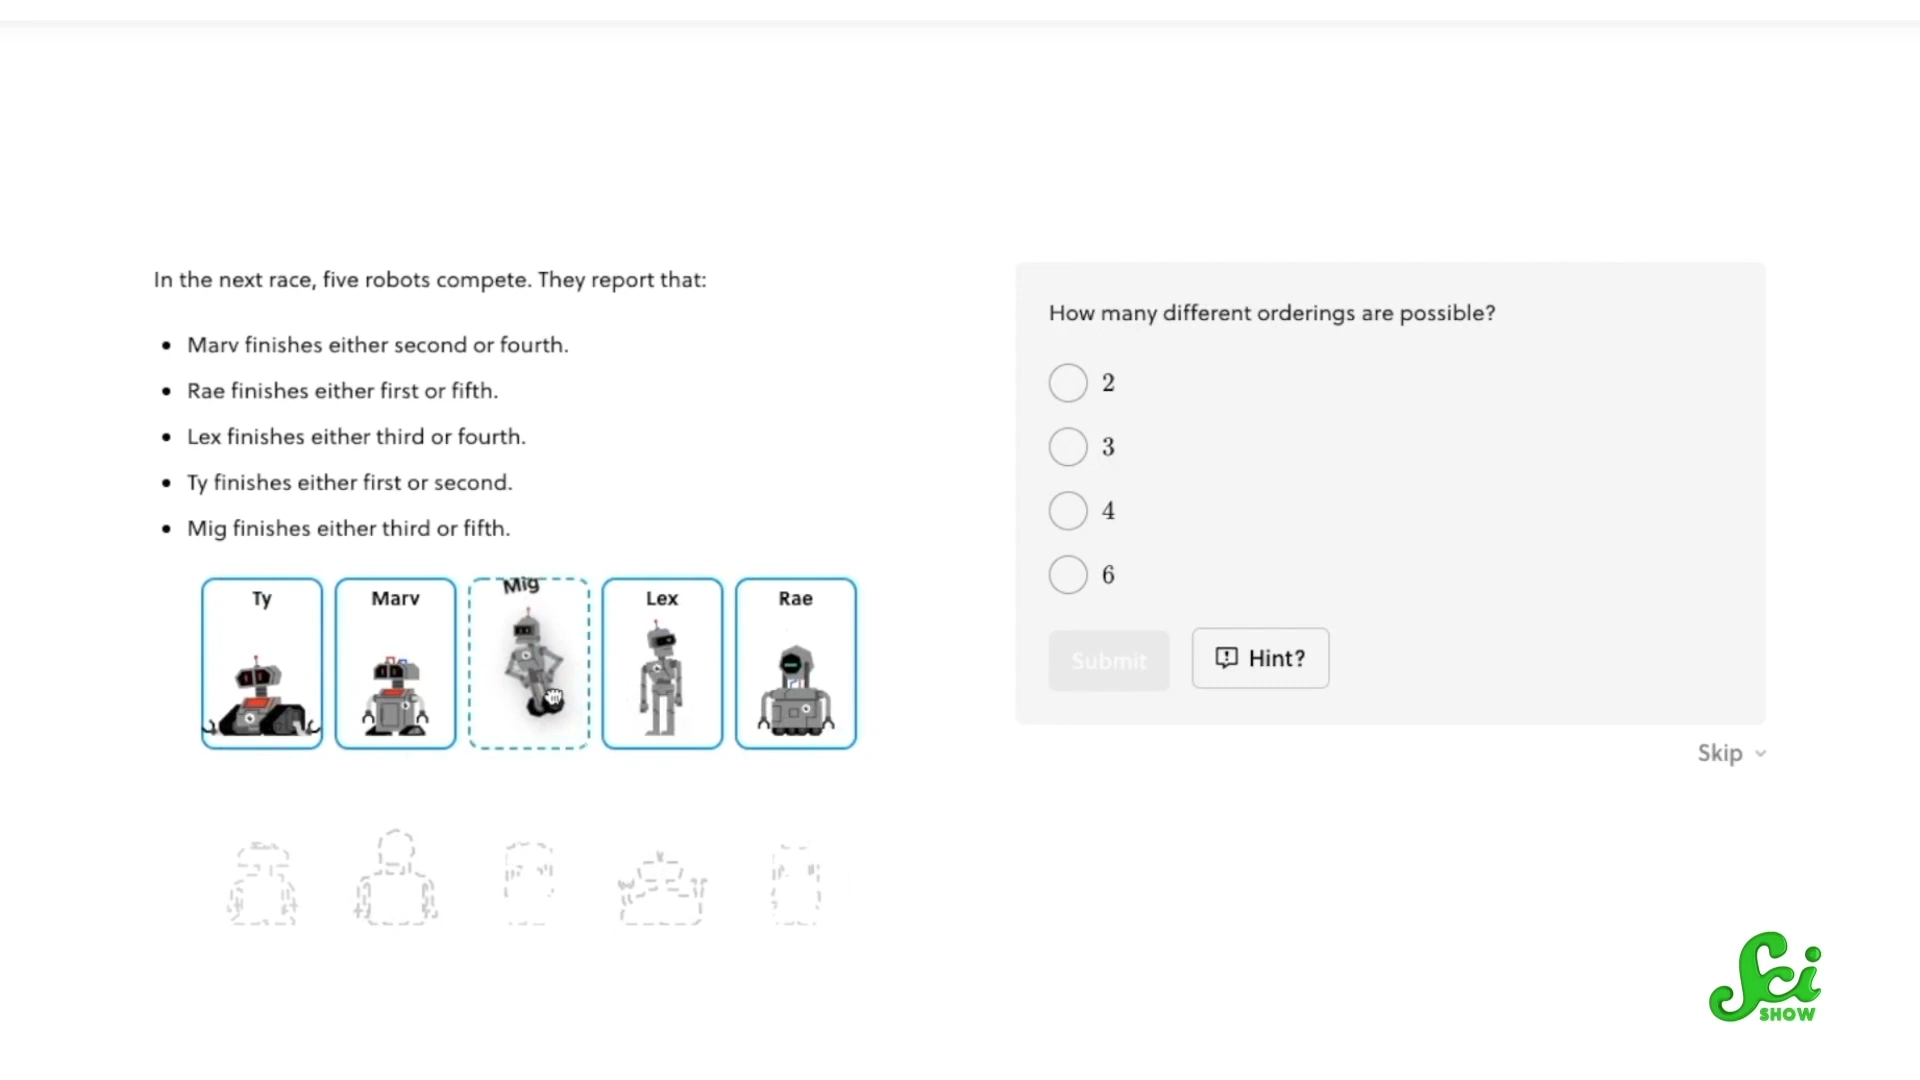 In the next race, five robots compete. They report that:
• Marv finishes either second or fourth.
• Rae finishes either first or fifth.
• Lex finishes either third or fourth.
• Ty finishes either first or second.
• Mig finishes either third or fifth.
Ty
Marv
Mig
Lex
Rae
How many different orderings are possible?
2
3
4
6
Submit
Hint?
Skip
Sci
SHOW